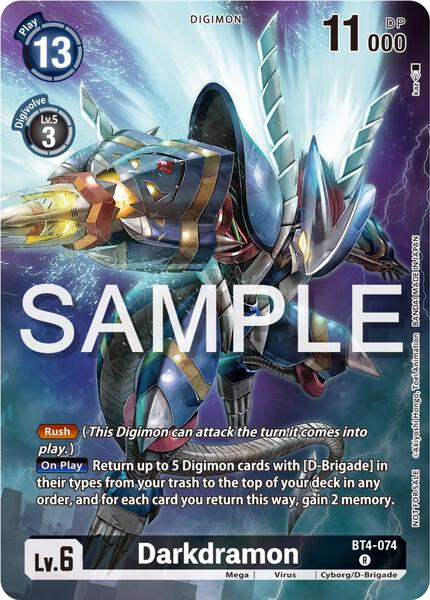 DIGIMON
Play
13
11000
DP
Digivolve
Lv.5
3
SAMPLE
Rush (This Digimon can attack the turn it comes into
play.)
On Play Return up to 5 Digimon cards with [D-Brigade] in
their types from your trash to the top of your deck in any
order, and for each card you return this way, gain 2 memory.
Lv.6
Darkdramon
BT4-074
R
Mega
Virus
Cyborg/D-Brigade
NOT FOR SALE ©Akiyoshi Hongo, Toei Animation BANDAI MADE IN JAPAN